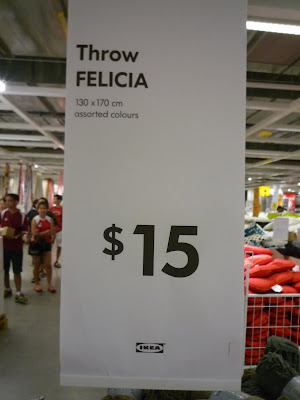 Throw
FELICIA
130 x 170 cm
assorted colours
$15
IKEA